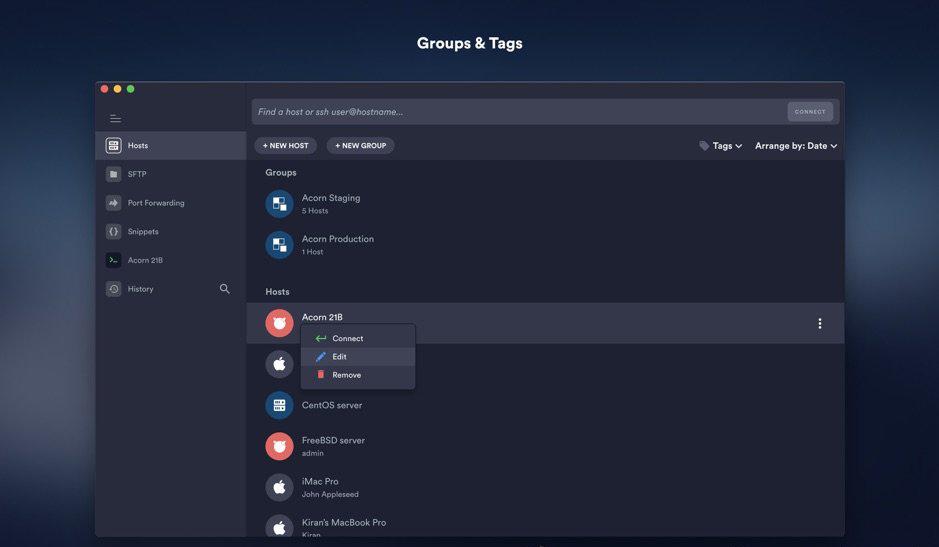 Groups & Tags
Find a host or ssh user@hostname...
CONNECT
Hosts
+ NEW HOST
+ NEW GROUP
Tags
Arrange by: Date
SFTP
Port Forwarding
Snippets
Acorn 21B
History
Groups
Acorn Staging
5 Hosts
Acorn Production
1 Host
Hosts
Acorn 21B
Connect
Edit
Remove
CentOS server
FreeBSD server
admin
iMac Pro
John Appleseed
Kiran's MacBook Pro
Kiran